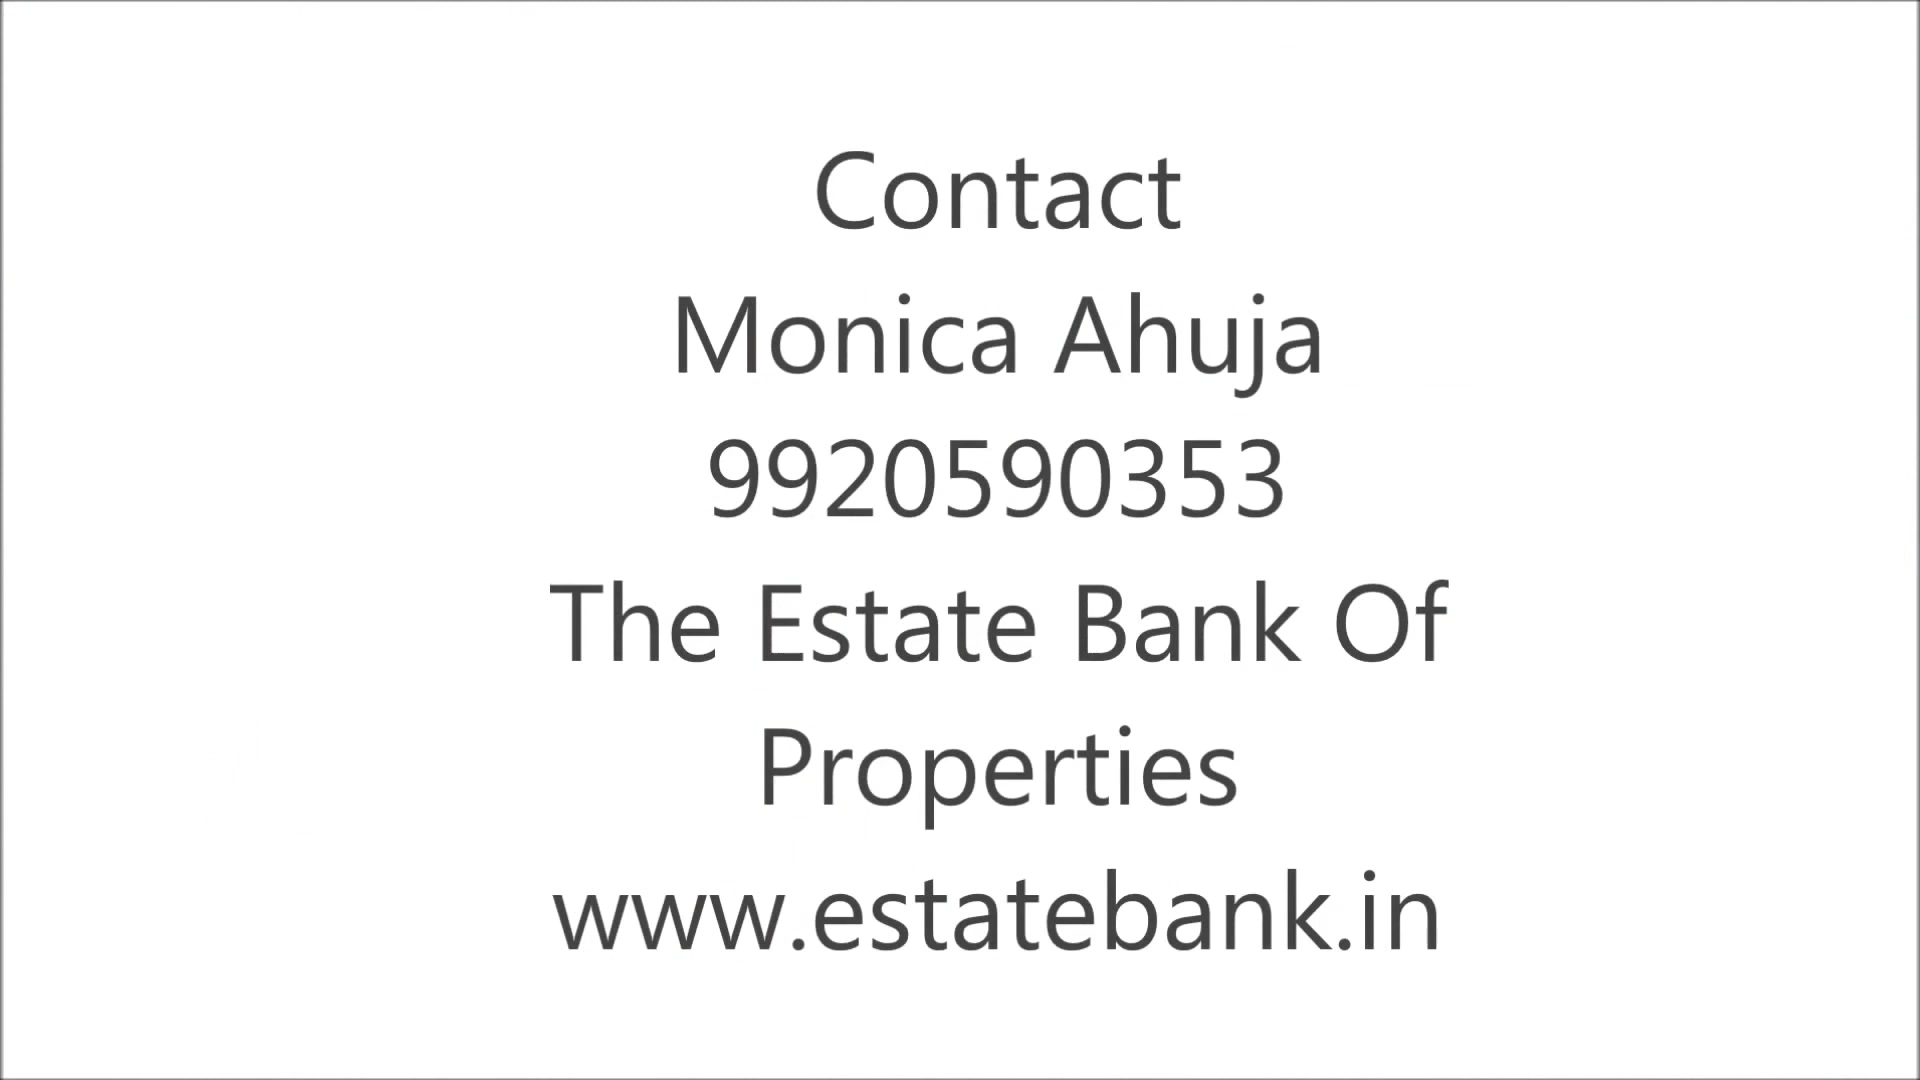 Contact
Monica Ahuja
9920590353
The Estate Bank Of
Properties
www.estatebank.in